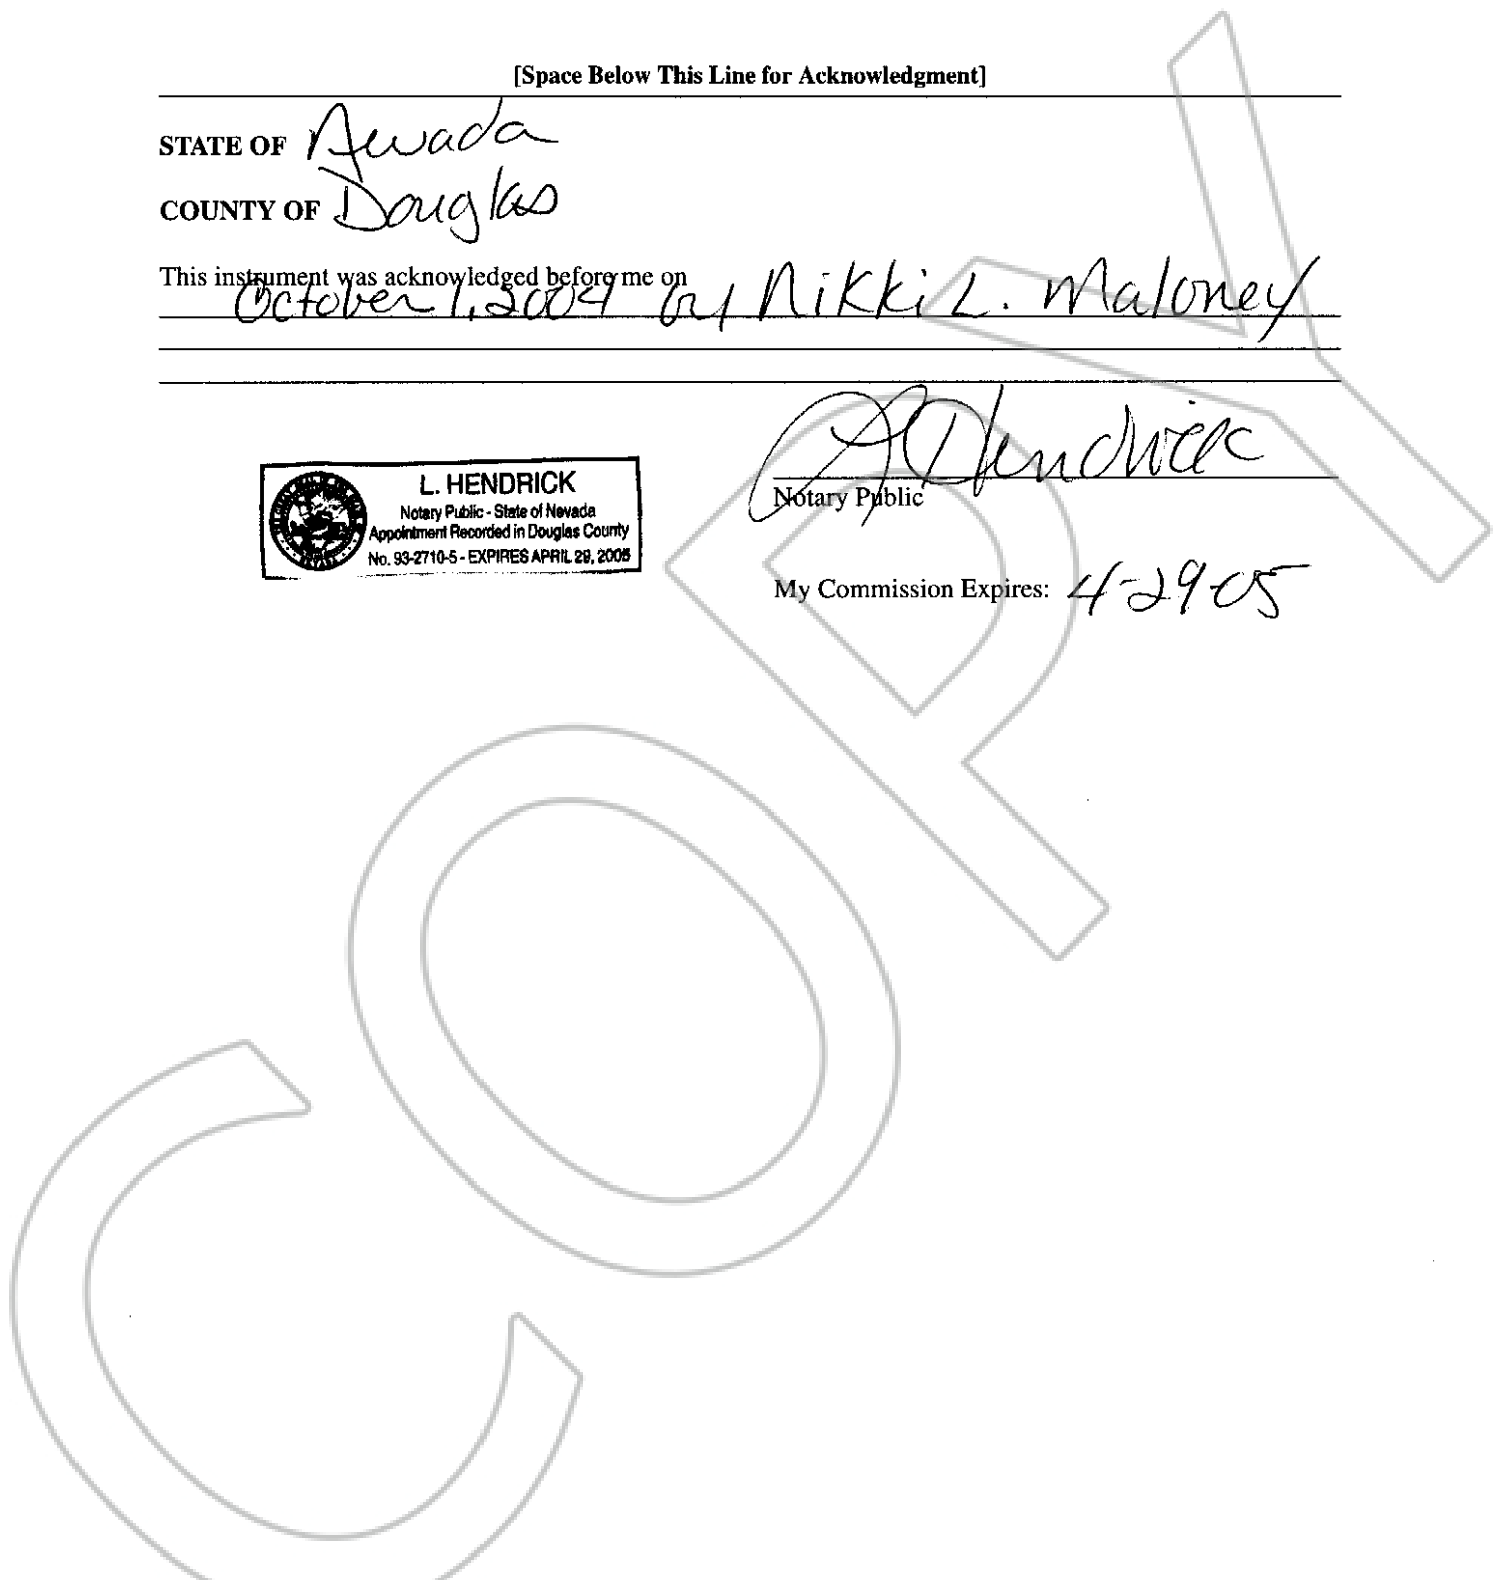 [Space Below This Line for Acknowledgment]
STATE OF Nevada
COUNTY OF Douglas
This instrument was acknowledged before me on
October 1, 2004 by Nikki L. Maloney
L Hendrick
Notary Public
L. HENDRICK
Notary Public - State of Nevada
Appointment Recorded in Douglas County
No. 93-2710-5 - EXPIRES APRIL 29, 2005
My Commission Expires: 4-29-05
COPY